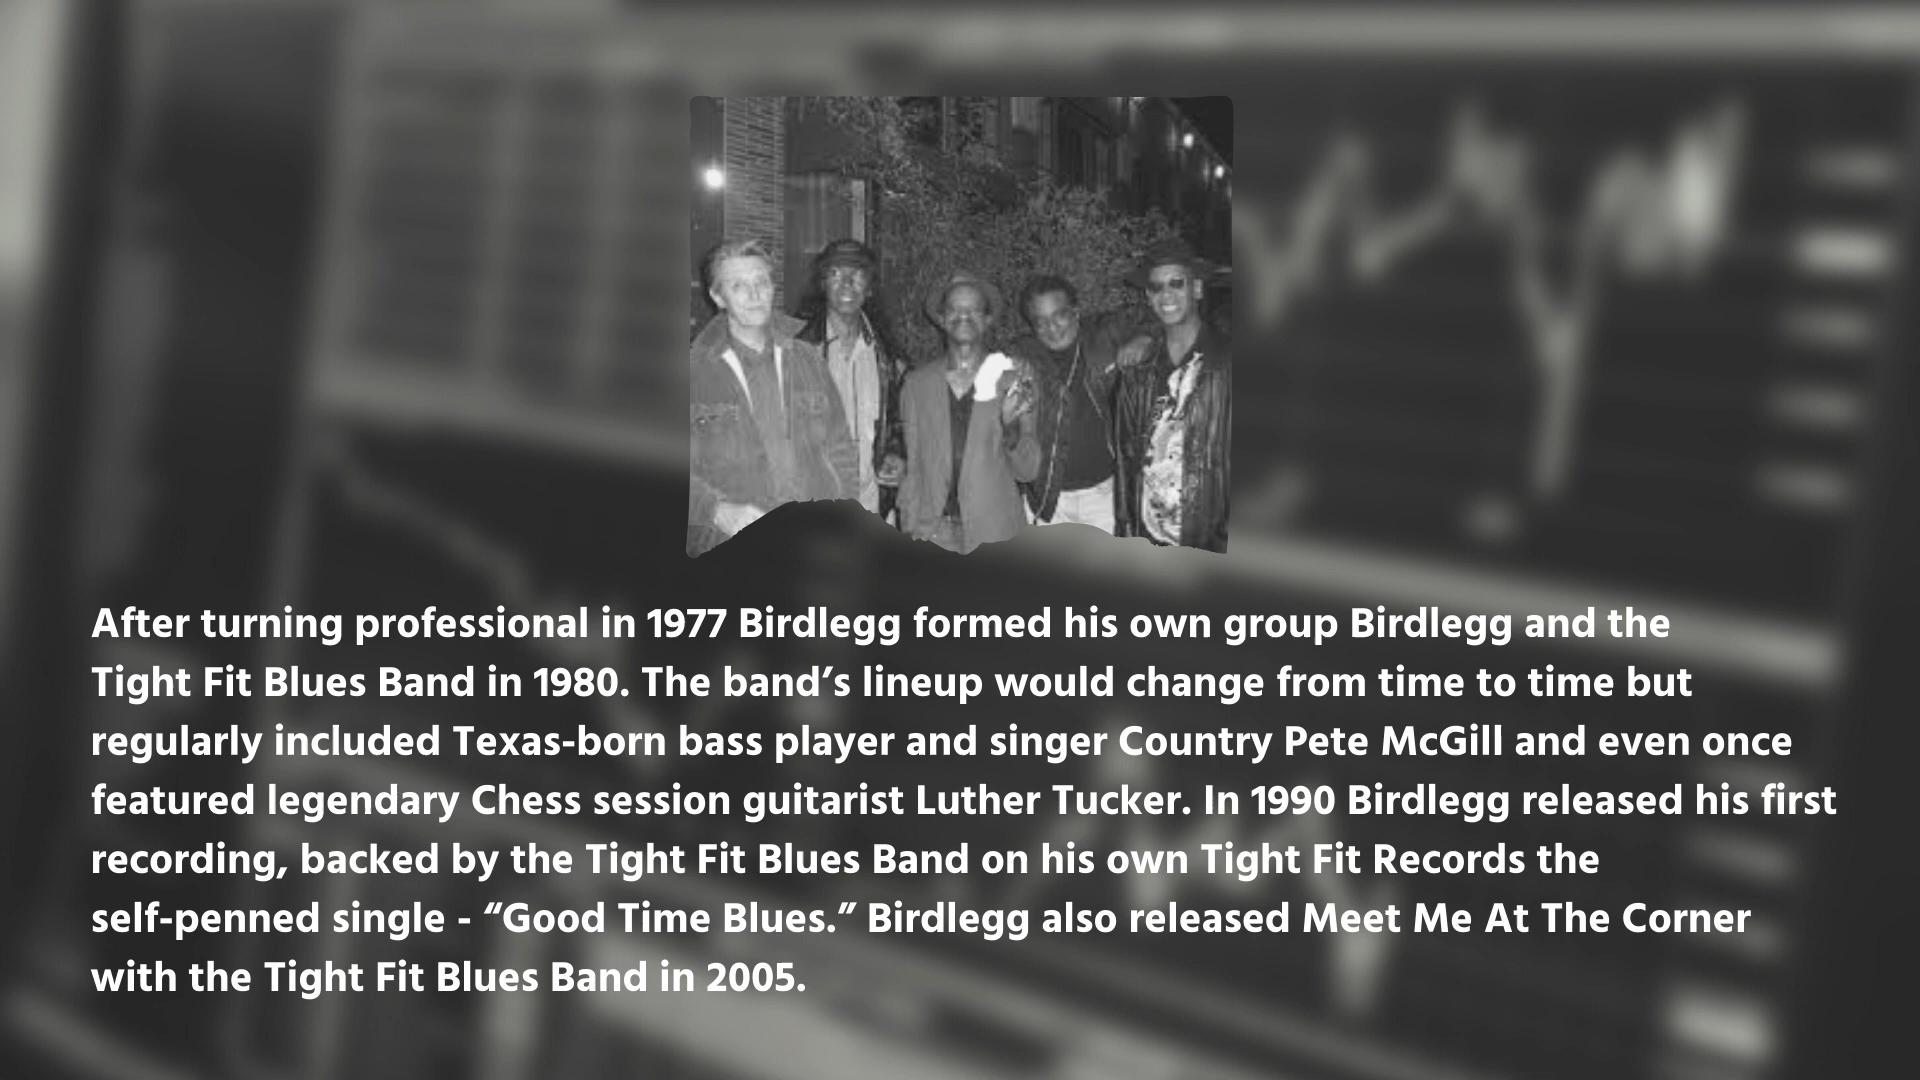 After turning professional in 1977 Birdlegg formed his own group Birdlegg and the
Tight Fit Blues Band in 1980. The band’s lineup would change from time to time but
regularly included Texas-born bass player and singer Country Pete McGill and even once
featured legendary Chess session guitarist Luther Tucker. In 1990 Birdlegg released his first
recording, backed by the Tight Fit Blues Band on his own Tight Fit Records the
self-penned single - “Good Time Blues.” Birdlegg also released Meet Me At The Corner
with the Tight Fit Blues Band in 2005.